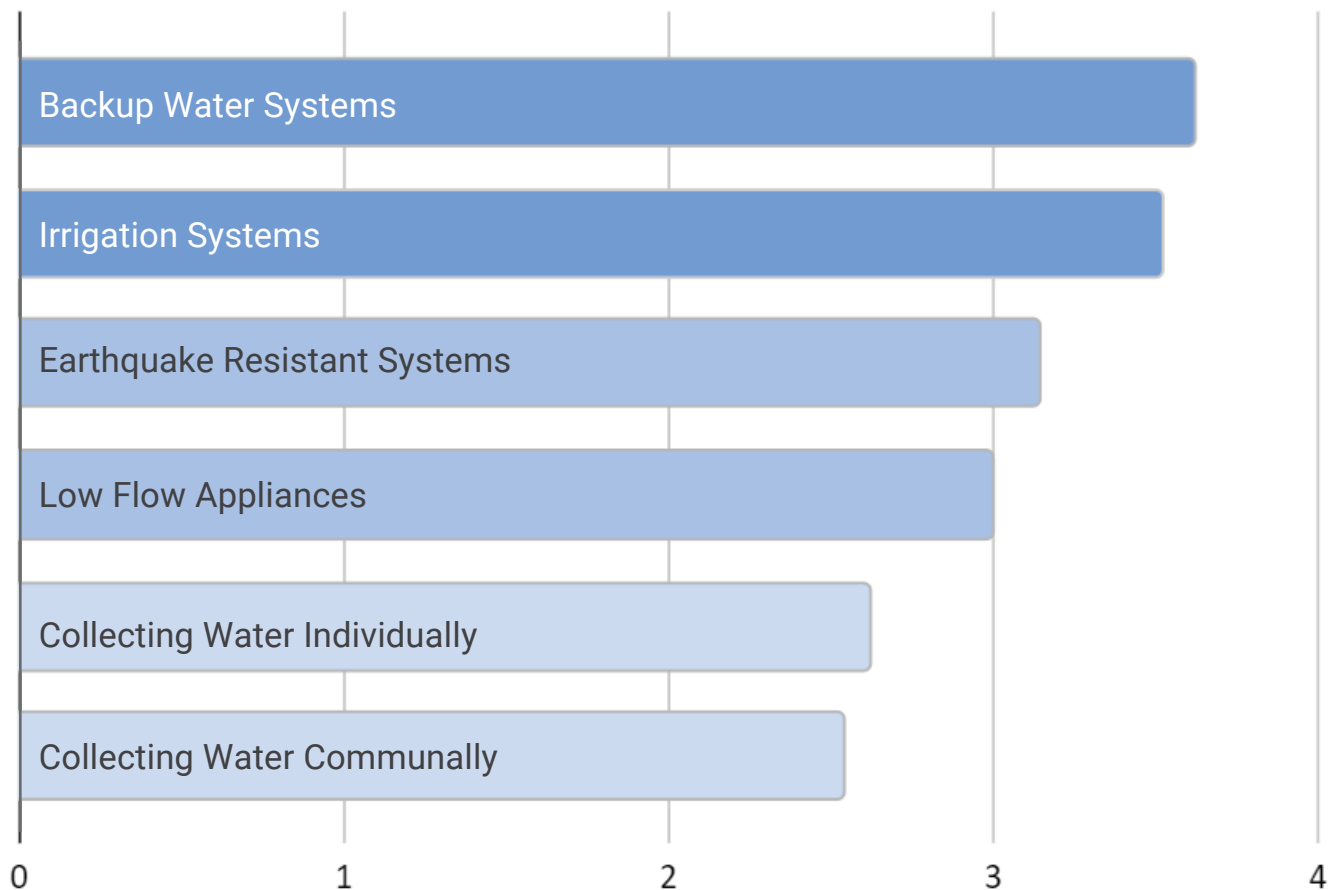 Backup Water Systems
Irrigation Systems
Earthquake Resistant Systems
Low Flow Appliances
Collecting Water Individually
Collecting Water Communally
0 1 2 3 4